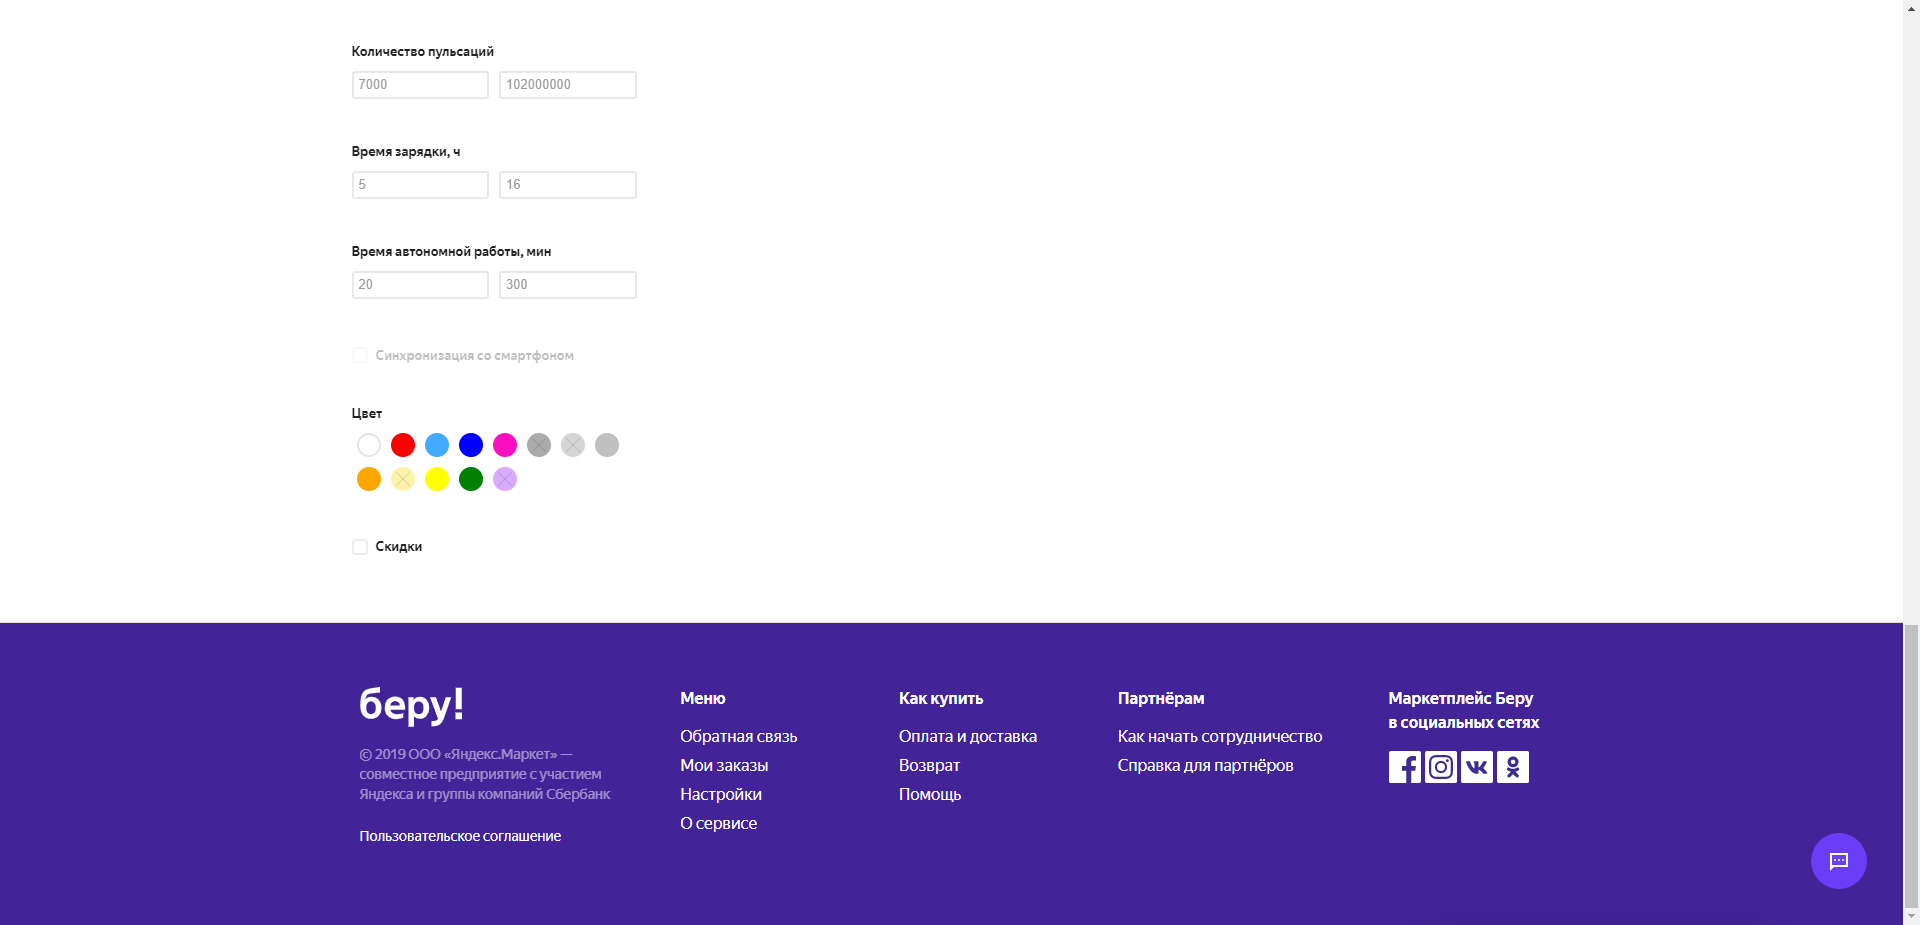 Количество пульсаций
7000 102000000
Время зарядки, ч
5 16
Время автономной работы, мин
20 300
Синхронизация со смартфоном
Цвет
Скидки
беру!
© 2019 ООО «Яндекс.Маркет» —
совместное предприятие с участием
Яндекса и группы компаний Сбербанк
Пользовательское соглашение
Меню
Обратная связь
Мои заказы
Настройки
О сервисе
Как купить
Оплата и доставка
Возврат
Помощь
Партнёрам
Как начать сотрудничество
Справка для партнёров
Маркетплейс Беру
в социальных сетях